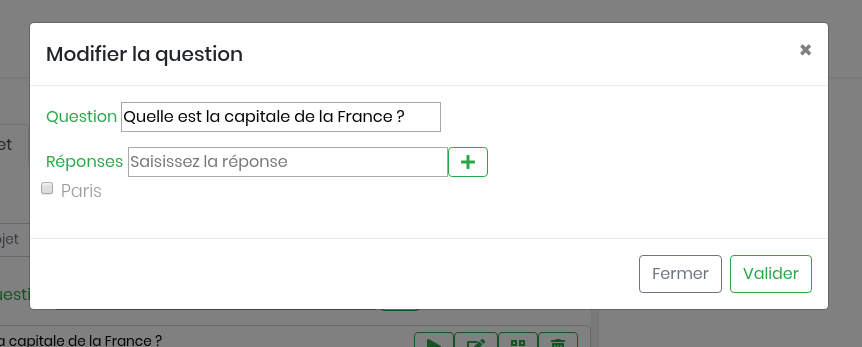 Modifier la question
×
Question Quelle est la capitale de la France ?
et
Réponses Saisissez la réponse
Paris
jet
Fermer Valider
uesti
a capitale de la France ?